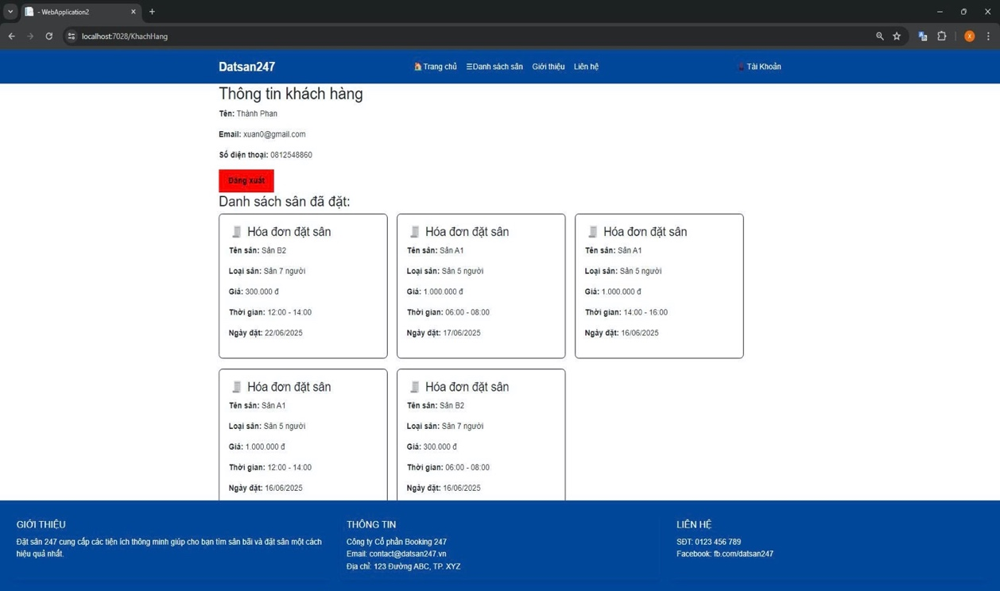 - WebApplication2
localhost:7028/KhachHang
X
Datsan247
Trang chủ
☰Danh sách sân
Giới thiệu
Liên hệ
Tài Khoản
Thông tin khách hàng
Tên: Thành Phan
Email: xuan0@gmail.com
Số điện thoại: 0812548860
Đăng xuất
Danh sách sân đã đặt:
Hóa đơn đặt sân
Tên sân: Sân B2
Loại sân: Sân 7 người
Giá: 300.000 đ
Thời gian: 12:00 - 14:00
Ngày đặt: 22/06/2025
Hóa đơn đặt sân
Tên sân: Sân A1
Loại sân: Sân 5 người
Giá: 1.000.000 đ
Thời gian: 06:00 - 08:00
Ngày đặt: 17/06/2025
Hóa đơn đặt sân
Tên sân: Sân A1
Loại sân: Sân 5 người
Giá: 1.000.000 đ
Thời gian: 14:00 - 16:00
Ngày đặt: 16/06/2025
Hóa đơn đặt sân
Tên sân: Sân A1
Loại sân: Sân 5 người
Giá: 1.000.000 đ
Thời gian: 12:00 - 14:00
Ngày đặt: 16/06/2025
Hóa đơn đặt sân
Tên sân: Sân B2
Loại sân: Sân 7 người
Giá: 300.000 đ
Thời gian: 06:00 - 08:00
Ngày đặt: 16/06/2025
GIỚI THIỆU
Đặt sân 247 cung cấp các tiện ích thông minh giúp cho bạn tìm sân bãi và đặt sân một cách
hiệu quả nhất.
THÔNG TIN
Công ty Cổ phần Booking 247
Email: contact@datsan247.vn
Địa chỉ: 123 Đường ABC, TP. XYZ
LIÊN HỆ
SĐT: 0123 456 789
Facebook: fb.com/datsan247